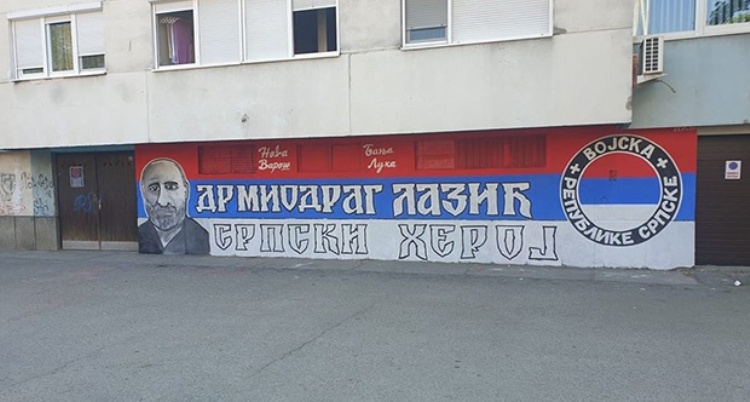 Нова
Варош
Бања
Лука
ДР МИОДРАГ ЛАЗИЋ
СРПСКИ ХЕРОЈ
ВОЈСКА
РЕПУБЛИКЕ СРПСКЕ